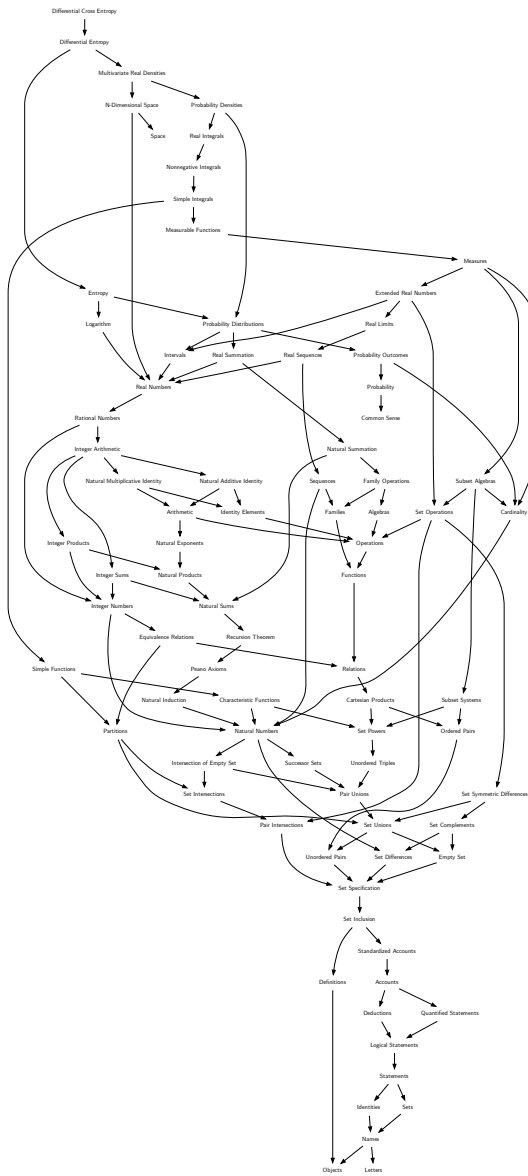 Differential Cross Entropy
Differential Entropy
Multivariate Real Densities
N-Dimensional Space
Probability Densities
Space
Real Integrals
Nonnegative Integrals
Simple Integrals
Measurable Functions
Measures
Entropy
Extended Real Numbers
Logarithm
Probability Distributions
Real Limits
Intervals
Real Summation
Real Sequences
Probability Outcomes
Real Numbers
Probability
Rational Numbers
Common Sense
Integer Arithmetic
Natural Summation
Natural Multiplicative Identity
Natural Additive Identity
Sequences
Family Operations
Subset Algebras
Arithmetic
Identity Elements
Families
Algebras
Set Operations
Cardinality
Integer Products
Natural Exponents
Operations
Integer Sums
Natural Products
Functions
Integer Numbers
Natural Sums
Equivalence Relations
Recursion Theorem
Simple Functions
Peano Axioms
Relations
Natural Induction
Characteristic Functions
Cartesian Products
Subset Systems
Partitions
Natural Numbers
Set Powers
Ordered Pairs
Intersection of Empty Set
Successor Sets
Unordered Triples
Set Intersections
Pair Unions
Set Symmetric Differences
Pair Intersections
Set Unions
Set Complements
Unordered Pairs
Set Differences
Empty Set
Set Specification
Set Inclusion
Standardized Accounts
Definitions
Accounts
Deductions
Quantified Statements
Logical Statements
Statements
Identities
Sets
Names
Objects
Letters